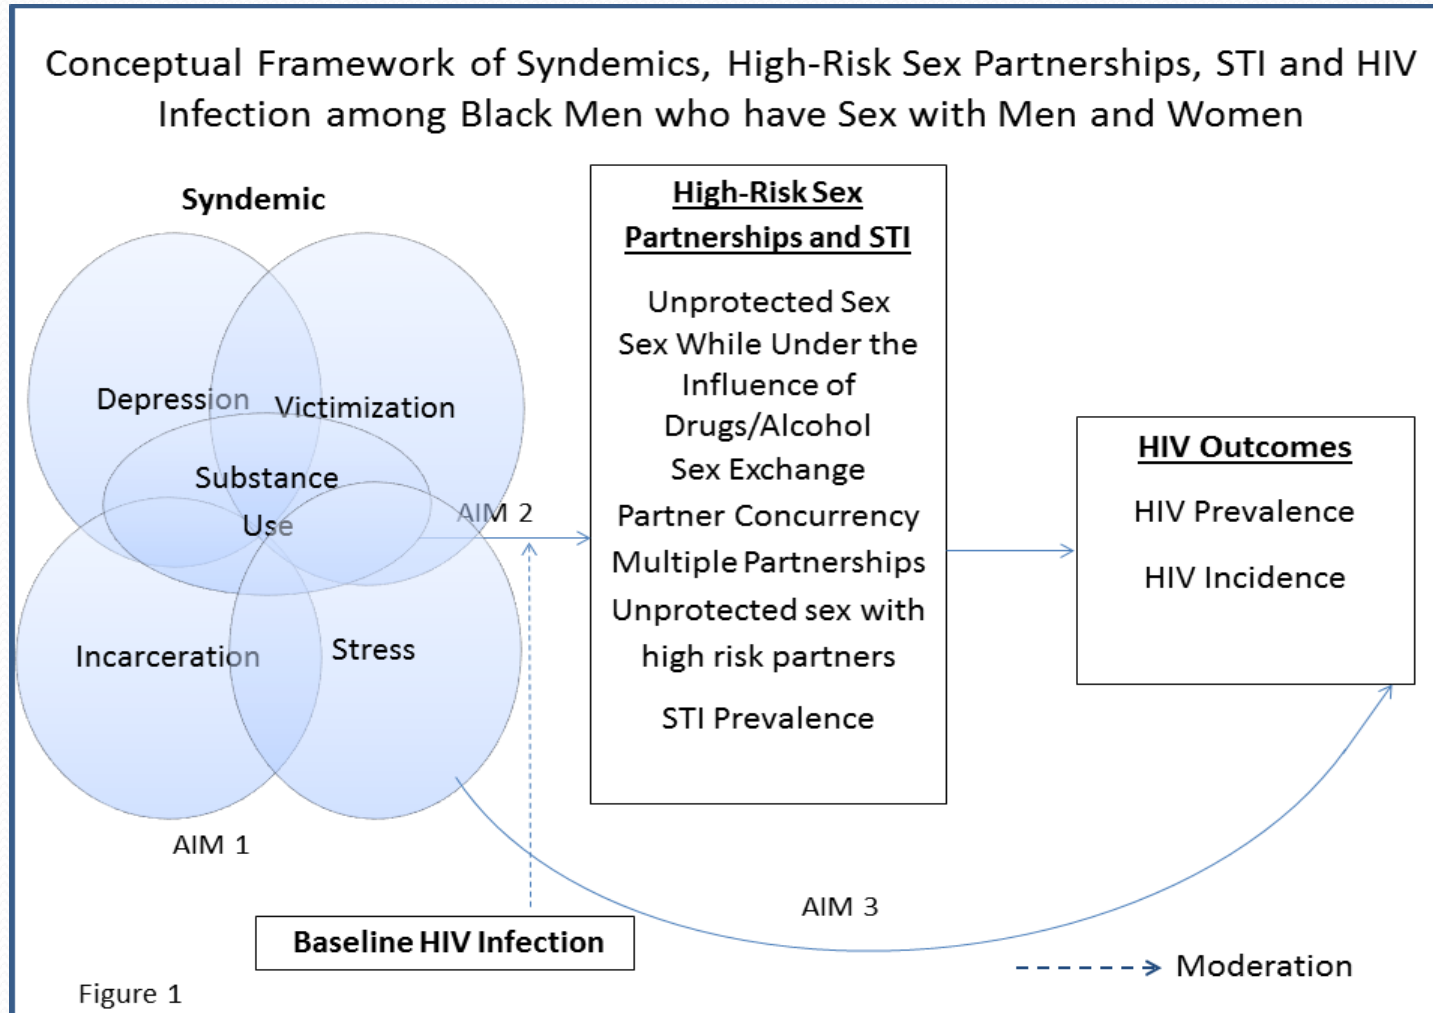 Conceptual Framework of Syndemics, High-Risk Sex Partnerships, STI and HIV
Infection among Black Men who have Sex with Men and Women
Syndemic
Depression
Victimization
Substance
Use
Incarceration
Stress
AIM 1
AIM 2
High-Risk Sex
Partnerships and STI
Unprotected Sex
Sex While Under the
Influence of
Drugs/Alcohol
Sex Exchange
Partner Concurrency
Multiple Partnerships
Unprotected sex with
high risk partners
STI Prevalence
HIV Outcomes
HIV Prevalence
HIV Incidence
AIM 3
Baseline HIV Infection
Moderation
Figure 1